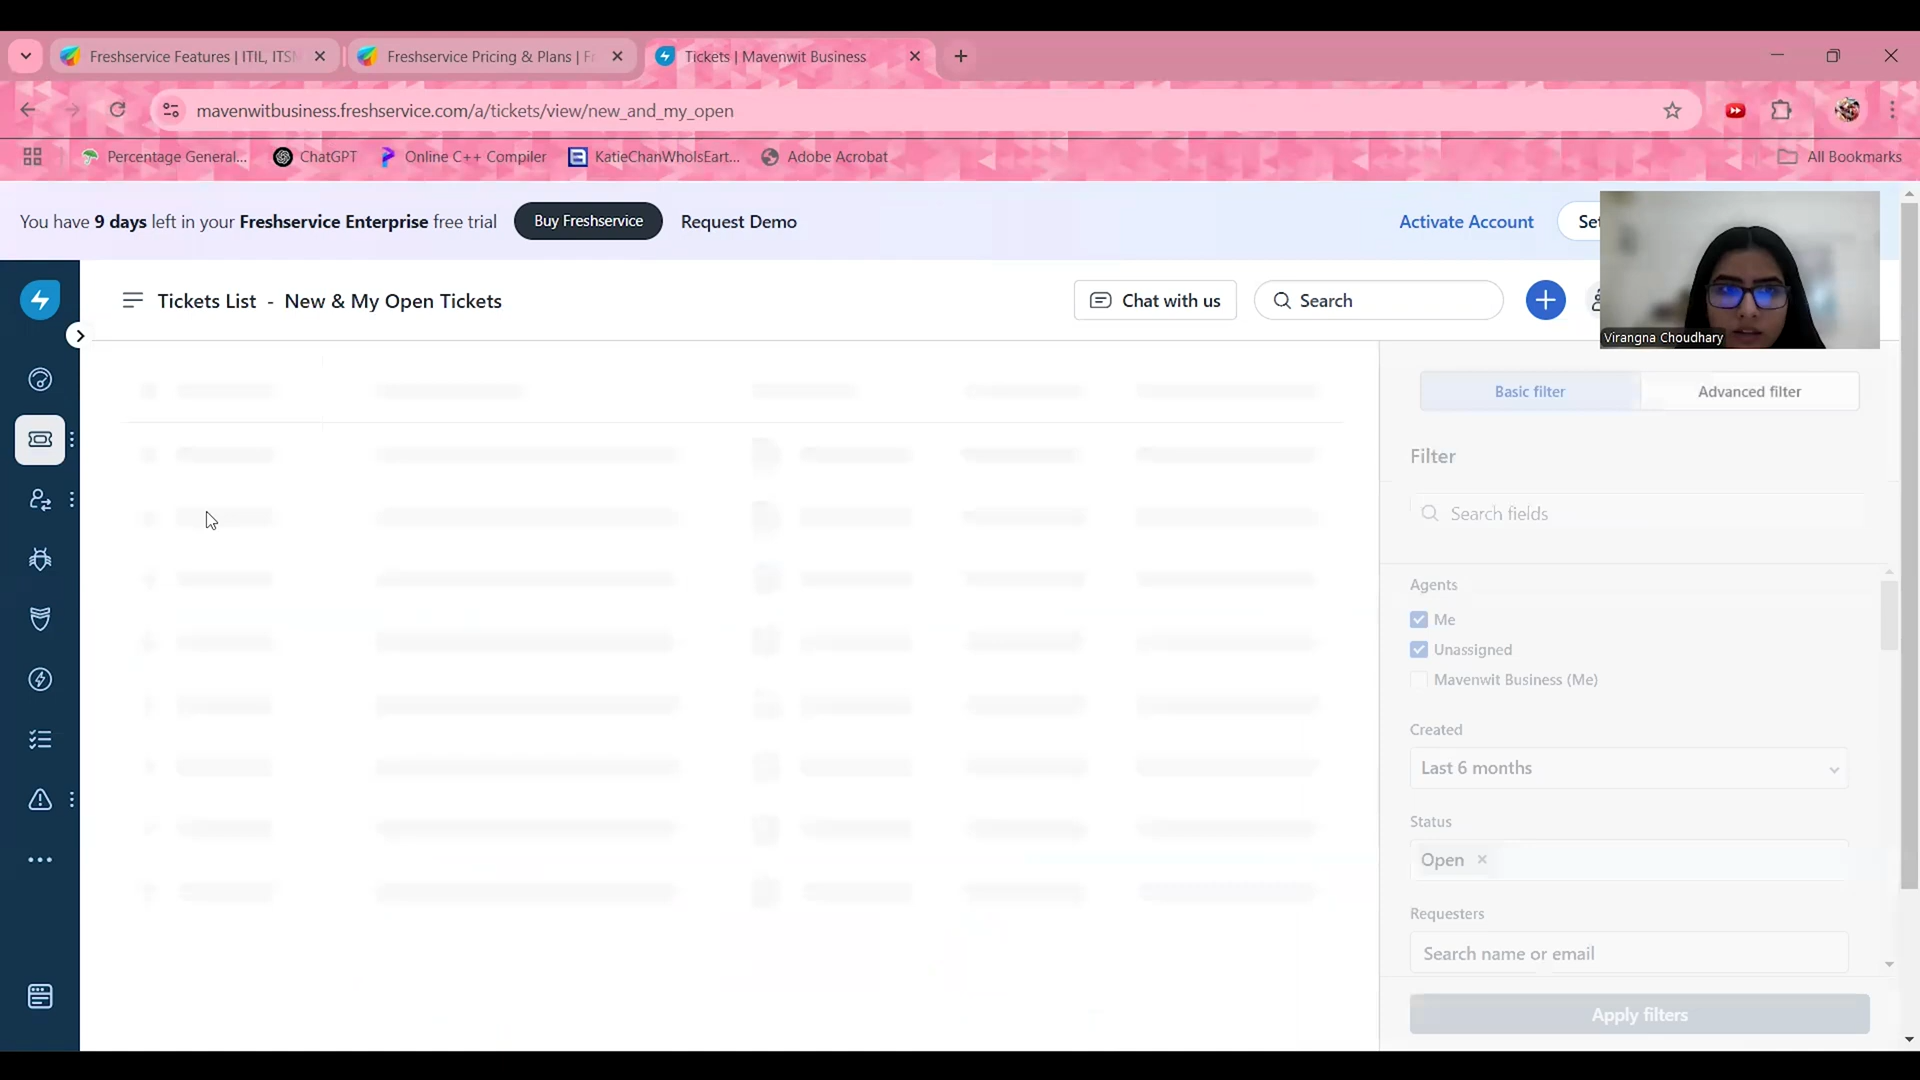 Freshservice Features | ITIL, ITS
Freshservice Pricing & Plans | F
Tickets | Mavenwit Business
mavenwitbusiness.freshservice.com/a/tickets/view/new_and_my_open
Percentage General...
ChatGPT
Online C++ Compiler
KatieChanWhoIsEart...
Adobe Acrobat
All Bookmarks
You have 9 days left in your Freshservice Enterprise free trial
Buy Freshservice
Request Demo
Activate Account
Set
Tickets List - New & My Open Tickets
Chat with us
Search
Virangna Choudhary
Basic filter
Advanced filter
Filter
Search fields
Agents
Me
Unassigned
Mavenwit Business (Me)
Created
Last 6 months
Status
Open
Requesters
Search name or email
Apply filters